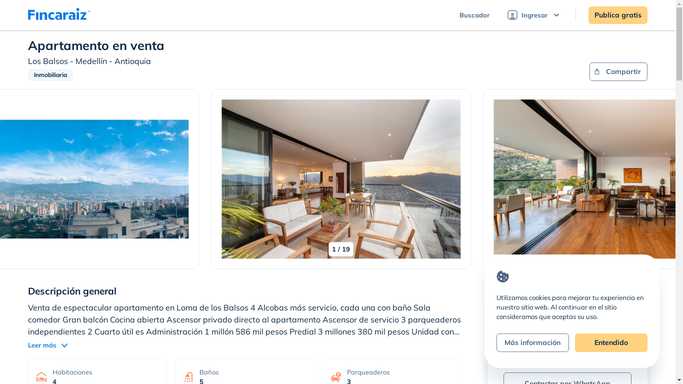 Fincaraiz
Buscador
Ingresar
Publica gratis
Apartamento en venta
Los Balsos - Medellín - Antioquia
Inmobiliaria
Compartir
1 / 19
Descripción general
Venta de espectacular apartamento en Loma de los Balsos 4 Alcobas más servicio, cada una con baño Sala
comedor Gran balcón Cocina abierta Ascensor privado directo al apartamento Ascensor de servicio 3 parqueaderos
independientes 2 Cuarto útil es Administración 1 millón 586 mil pesos Predial 3 millones 380 mil pesos Unidad con...
Leer más
Habitaciones
4
Baños
5
Parqueaderos
3
Utilizamos cookies para mejorar tu experiencia en
nuestro sitio web. Al continuar en el sitio
consideramos que aceptas su uso.
Más información
Entendido
Contactar por WhatsApp